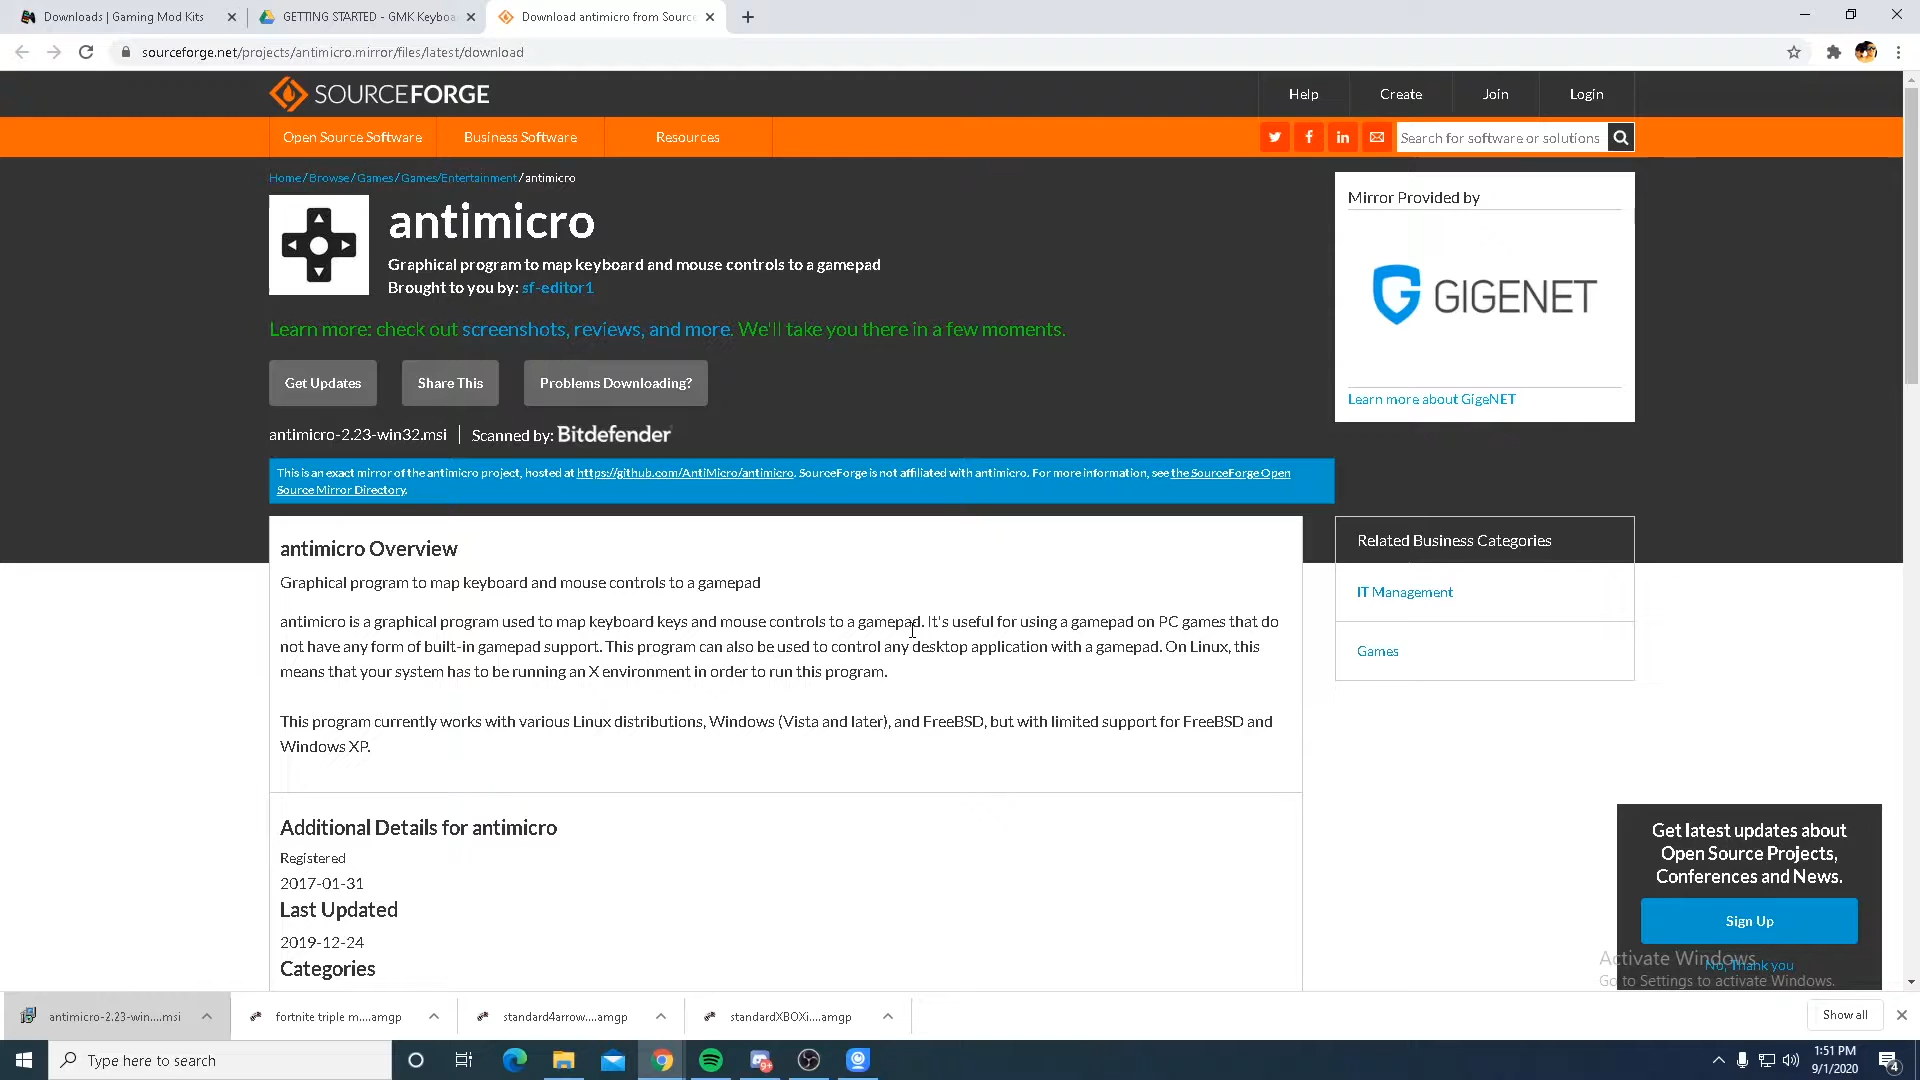 Downloads | Gaming Mod Kits
GETTING STARTED - GMK Keyboa
Download antimicro from Source
sourceforge.net/projects/antimicro.mirror/files/latest/download
SOURCEFORGE
Help
Create
Join
Login
Open Source Software
Business Software
Resources
Search for software or solutions
Home / Browse / Games / Games/Entertainment / antimicro
antimicro
Graphical program to map keyboard and mouse controls to a gamepad
Brought to you by: sf-editor1
Mirror Provided by
GIGENET
Learn more about GigeNET
Learn more: check out screenshots, reviews, and more. We'll take you there in a few moments.
Get Updates
Share This
Problems Downloading?
antimicro-2.23-win32.msi
Scanned by: Bitdefender
This is an exact mirror of the antimicro project, hosted at https://github.com/AntiMicro/antimicro. SourceForge is not affiliated with antimicro. For more information, see the SourceForge Open
Source Mirror Directory.
antimicro Overview
Graphical program to map keyboard and mouse controls to a gamepad
antimicro is a graphical program used to map keyboard keys and mouse controls to a gamepad. It's useful for using a gamepad on PC games that do
not have any form of built-in gamepad support. This program can also be used to control any desktop application with a gamepad. On Linux, this
means that your system has to be running an X environment in order to run this program.
This program currently works with various Linux distributions, Windows (Vista and later), and FreeBSD, but with limited support for FreeBSD and
Windows XP.
Related Business Categories
IT Management
Games
Additional Details for antimicro
Registered
2017-01-31
Last Updated
2019-12-24
Categories
Get latest updates about
Open Source Projects,
Conferences and News.
Sign Up
No, Thank you
Activate Windows
Go to Settings to activate Windows.
antimicro-2.23-win....msi
fortnite triple m....amgp
standard4arrow....amgp
standardXBOXi....amgp
Show all
Type here to search
9+
1:51 PM
9/1/2020
4